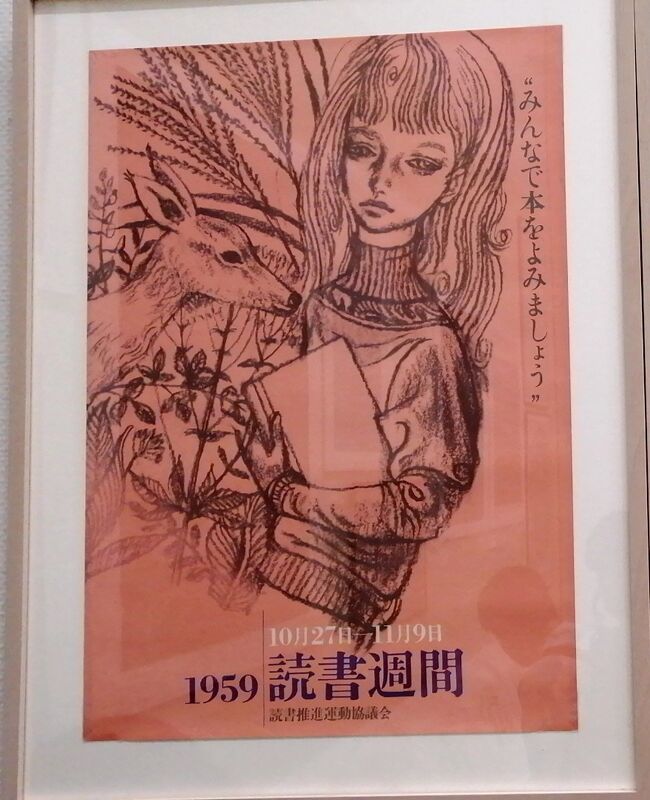 “みんなで本をよみましょう”
10月27日—11月9日
1959 読書週間
読書推進運動協議会